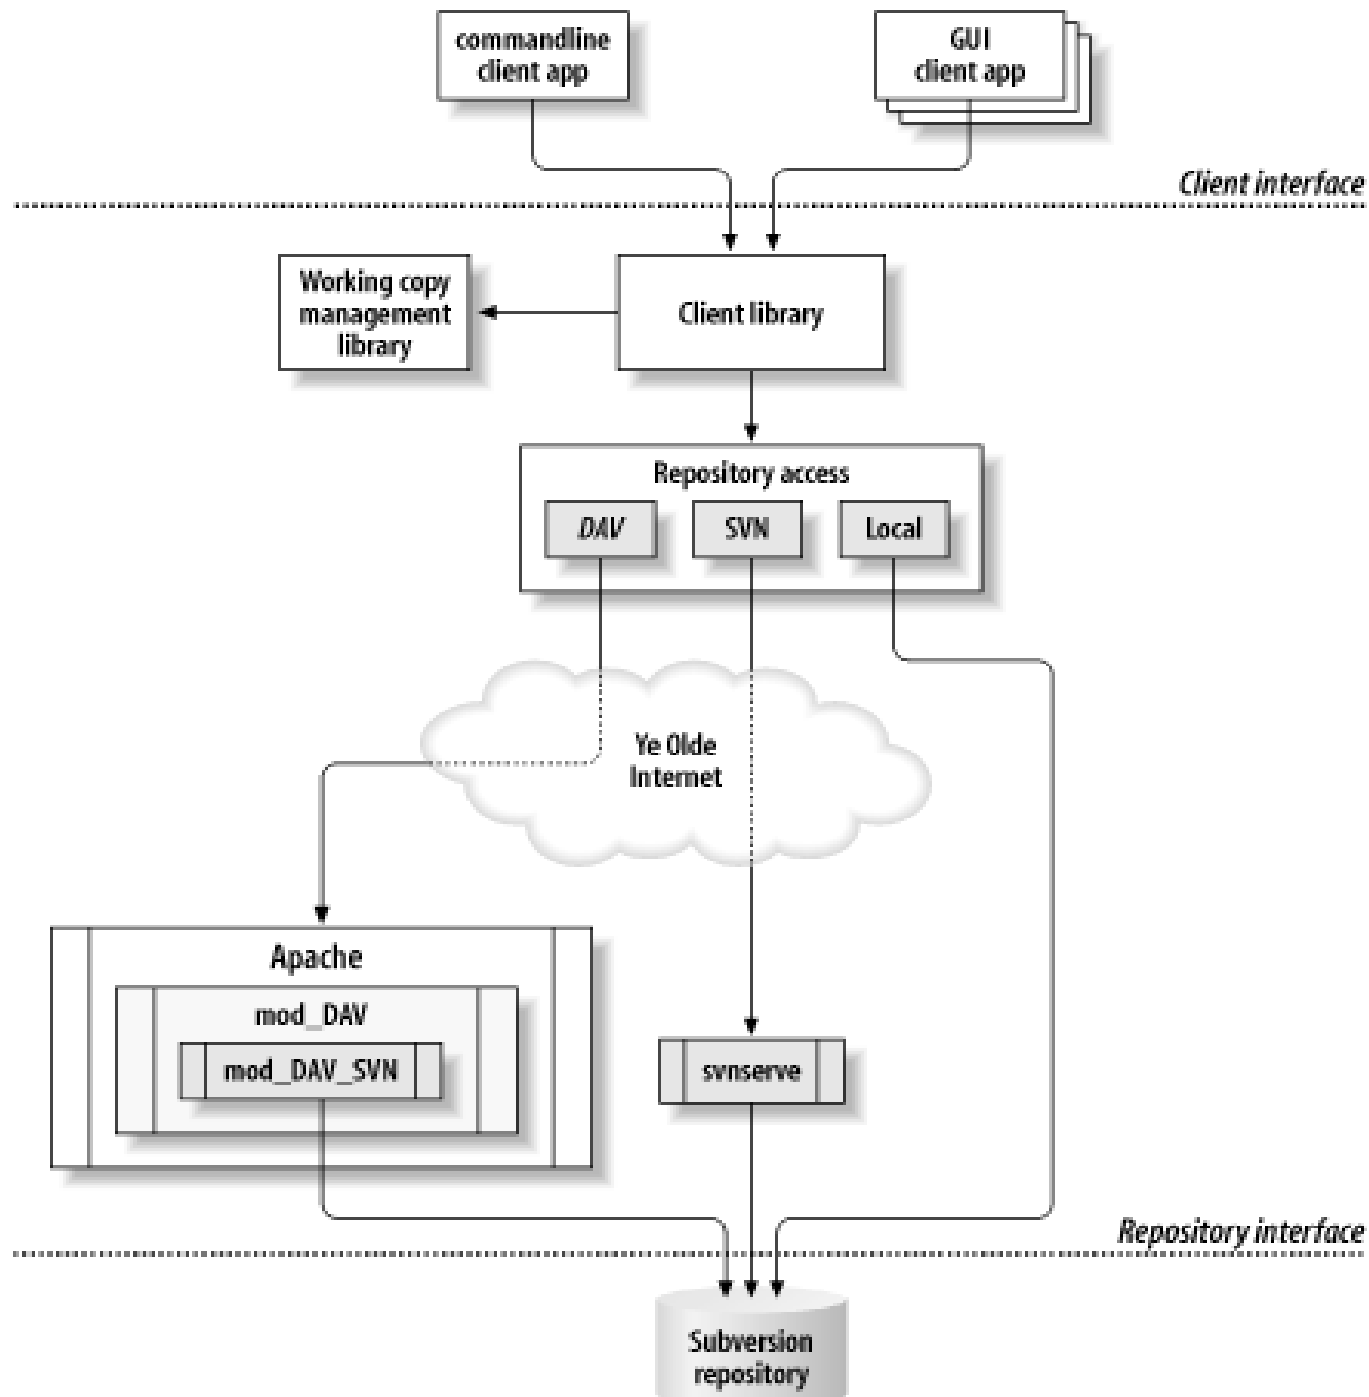 commandline
client app
GUI
client app
Client interface
Working copy
management
library
Client library
Repository access
DAV
SVN
Local
Ye Olde
Internet
Apache
mod_DAV
mod_DAV_SVN
svnserve
Repository interface
Subversion
repository